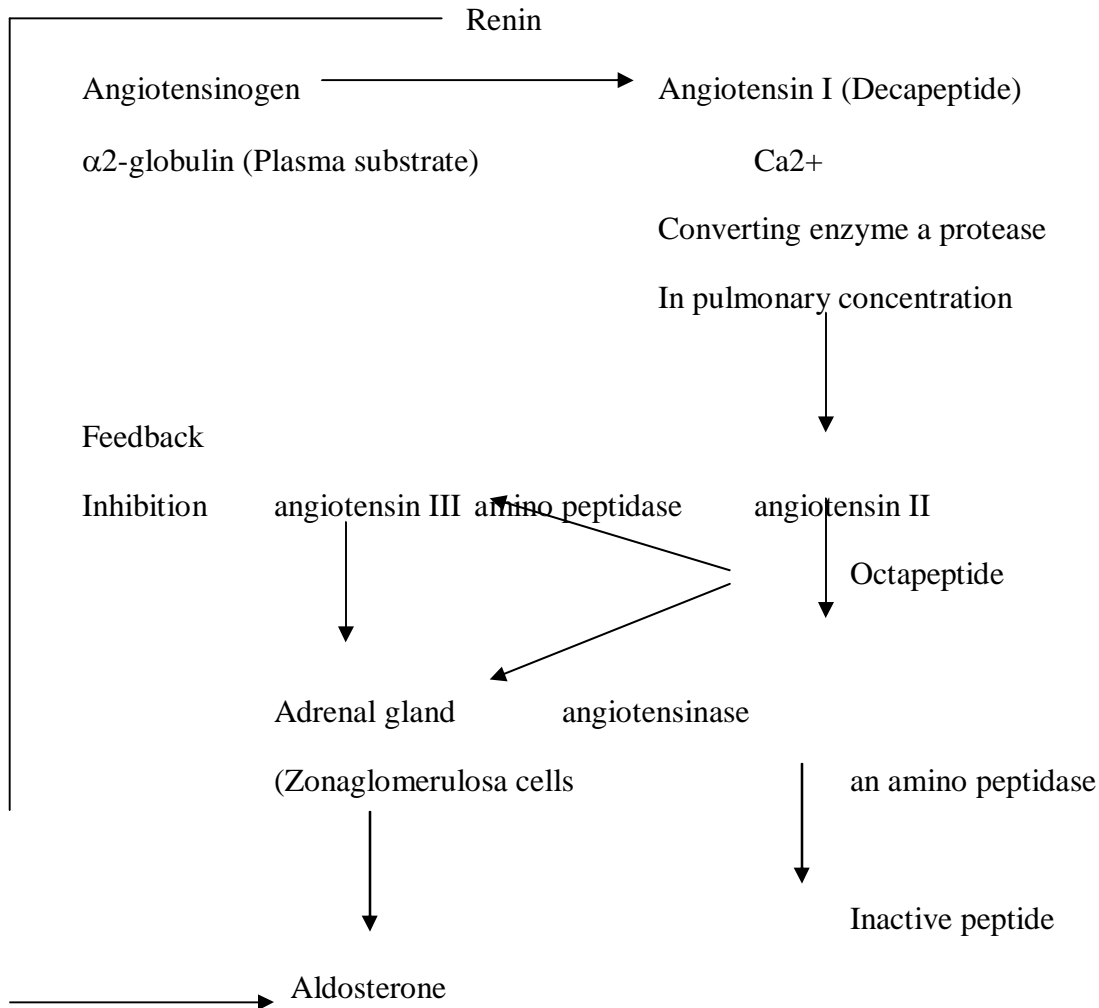 Renin
Angiotensinogen Angiotensin I (Decapeptide)
α2-globulin (Plasma substrate) Ca2+
Converting enzyme a protease
In pulmonary concentration
Feedback
Inhibition angiotensin III amino peptidase angiotensin II
Octapeptide
Adrenal gland angiotensinase
(Zonaglomerulosa cells an amino peptidase
Inactive peptide
Aldosterone